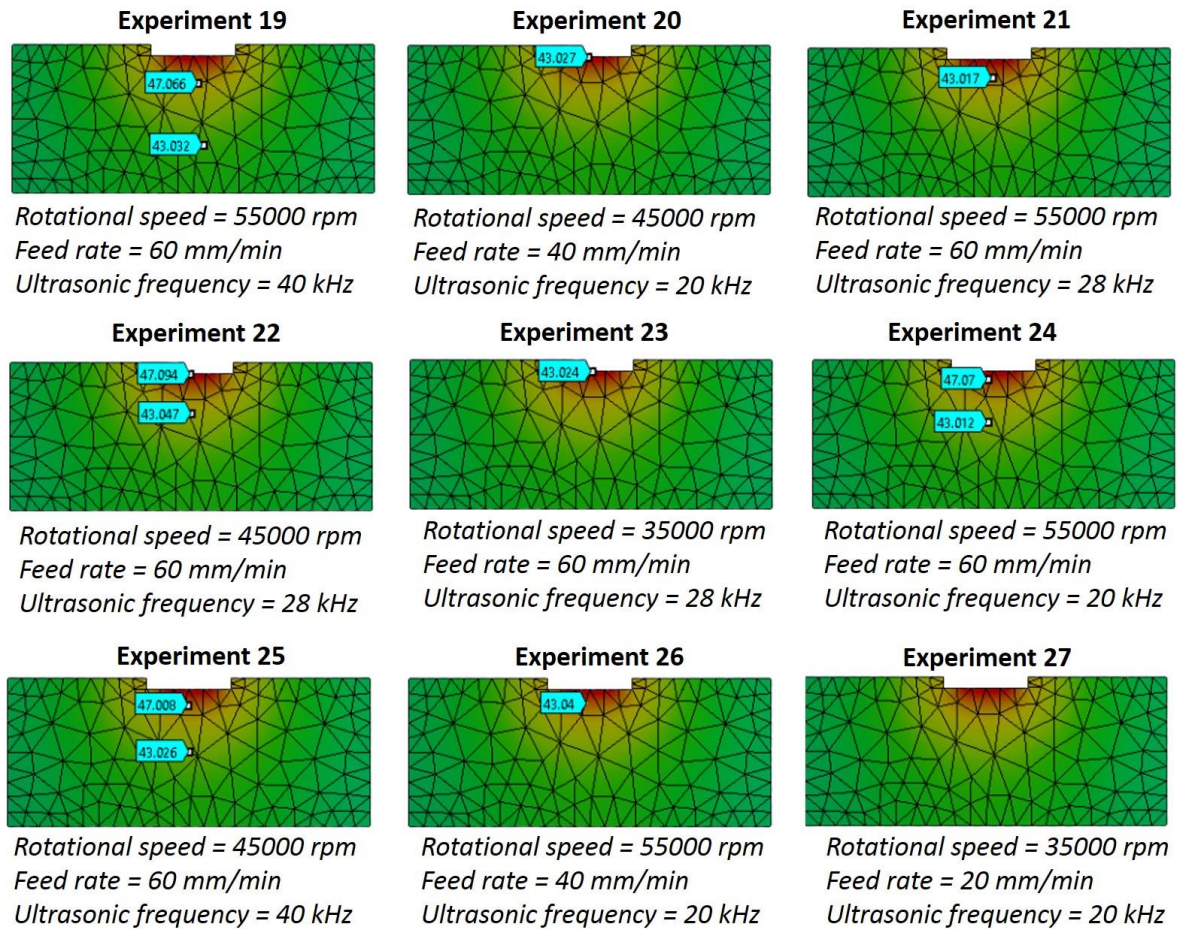 Experiment 19
47.066
43.032
Rotational speed = 55000 rpm
Feed rate = 60 mm/min
Ultrasonic frequency = 40 kHz
Experiment 20
43.027
Rotational speed = 45000 rpm
Feed rate = 40 mm/min
Ultrasonic frequency = 20 kHz
Experiment 21
43.017
Rotational speed = 55000 rpm
Feed rate = 60 mm/min
Ultrasonic frequency = 28 kHz
Experiment 22
47.094
43.047
Rotational speed = 45000 rpm
Feed rate = 60 mm/min
Ultrasonic frequency = 28 kHz
Experiment 23
43.024
Rotational speed = 35000 rpm
Feed rate = 60 mm/min
Ultrasonic frequency = 28 kHz
Experiment 24
47.07
43.012
Rotational speed = 55000 rpm
Feed rate = 60 mm/min
Ultrasonic frequency = 20 kHz
Experiment 25
47.008
43.026
Rotational speed = 45000 rpm
Feed rate = 60 mm/min
Ultrasonic frequency = 40 kHz
Experiment 26
43.04
Rotational speed = 55000 rpm
Feed rate = 40 mm/min
Ultrasonic frequency = 20 kHz
Experiment 27
Rotational speed = 35000 rpm
Feed rate = 20 mm/min
Ultrasonic frequency = 20 kHz